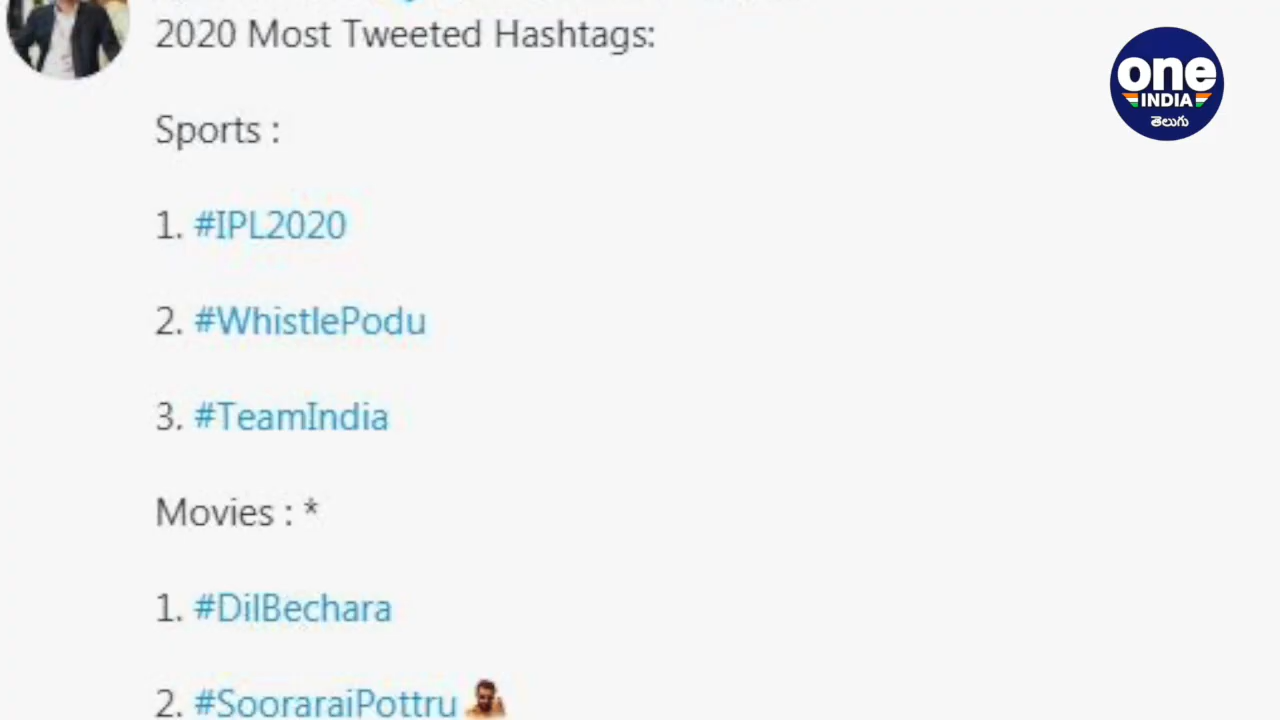 2020 Most Tweeted Hashtags:
Sports :
1. #IPL2020
2. #WhistlePodu
3. #TeamIndia
Movies : *
1. #DilBechara
2. #SooraraiPottru
one
INDIA
తెలుగు